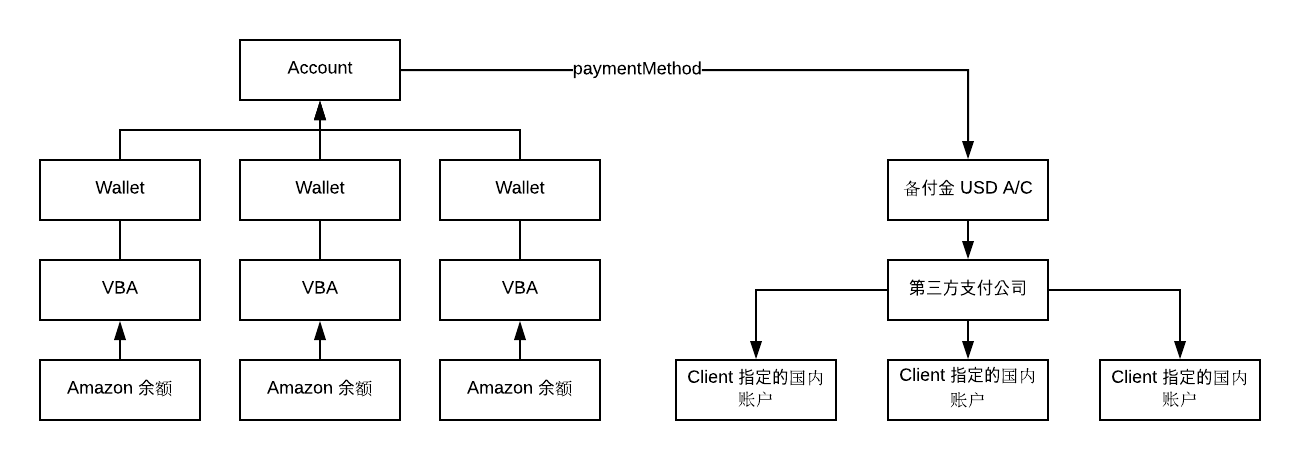 Account
paymentMethod
Wallet
Wallet
Wallet
备付金 USD A/C
VBA
VBA
VBA
第三方支付公司
Amazon 余额
Amazon 余额
Amazon 余额
Client 指定的国内
账户
Client 指定的国内
账户
Client 指定的国内
账户